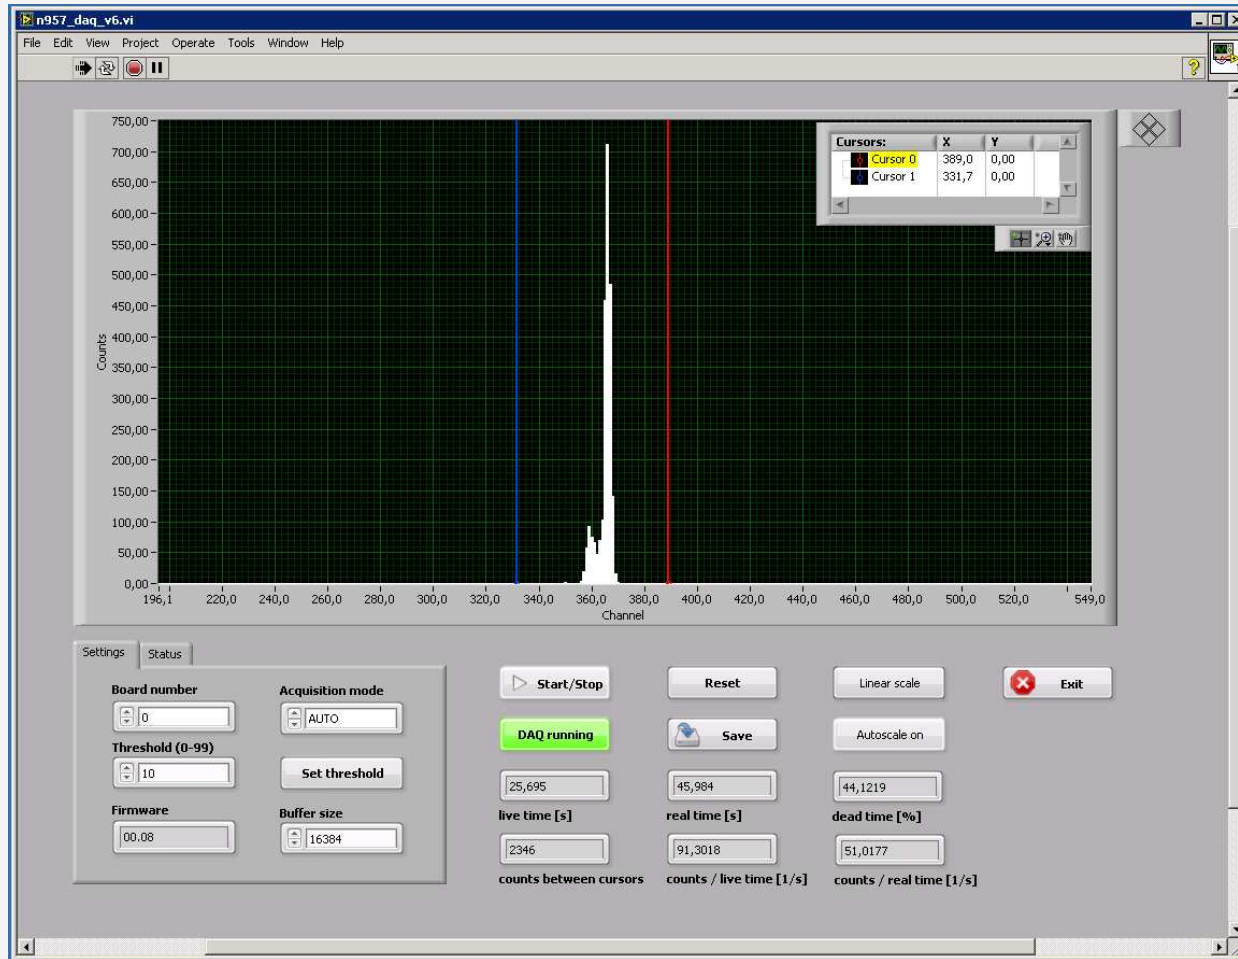 n957_daq_v6.vi
File Edit View Project Operate Tools Window Help
?
Cursors: X Y
Cursor 0 389,0 0,00
Cursor 1 331,7 0,00
750,00
700,00
650,00
600,00
550,00
500,00
450,00
400,00
350,00
300,00
250,00
200,00
150,00
100,00
50,00
0,00
Counts
196,1 220,0 240,0 260,0 280,0 300,0 320,0 340,0 360,0 380,0 400,0 420,0 440,0 460,0 480,0 500,0 520,0 549,0
Channel
Settings Status
Board number
0
Acquisition mode
AUTO
Threshold (0-99)
10
Set threshold
Firmware
00.08
Buffer size
16384
Start/Stop Reset Linear scale Exit
DAQ running Save Autoscale on
25,695 45,984 44,1219
live time [s] real time [s] dead time [%]
2346 91,3018 51,0177
counts between cursors counts / live time [1/s] counts / real time [1/s]